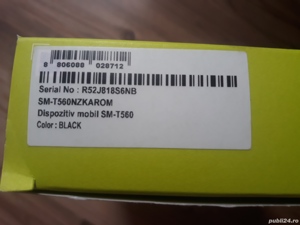 8 806088 028712
Serial No : R52J818S6NB
SM-T560NZKAROM
Dispozitiv mobil SM-T560
Color : BLACK
publi24.ro